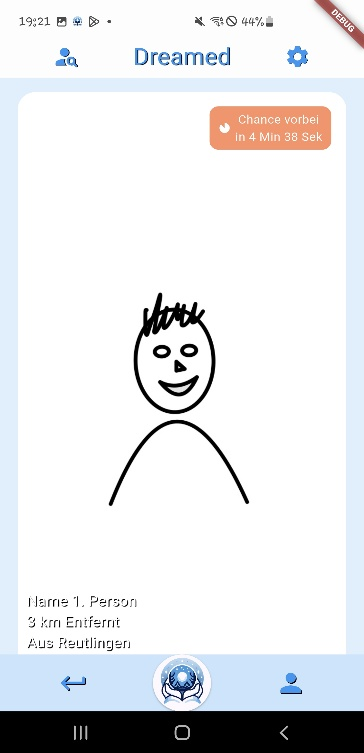 19:21
44%
DEBUG
Dreamed
Chance vorbei
in 4 Min 38 Sek
Name 1. Person
3 km Entfernt
Aus Reutlingen